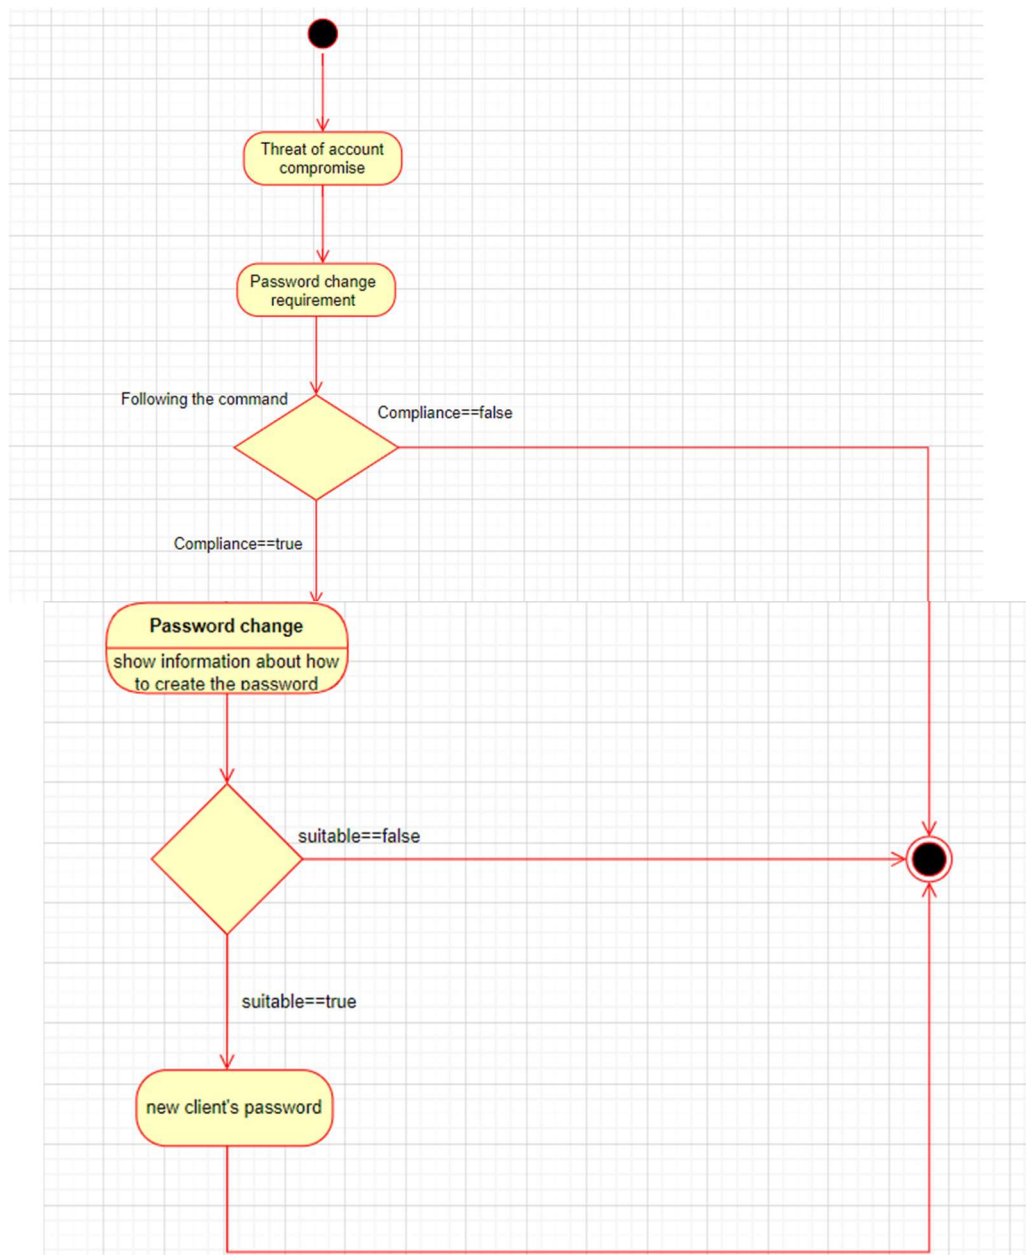 Threat of account
compromise
Password change
requirement
Following the command
Compliance==false
Compliance==true
Password change
show information about how
to create the password
suitable==false
suitable==true
new client's password